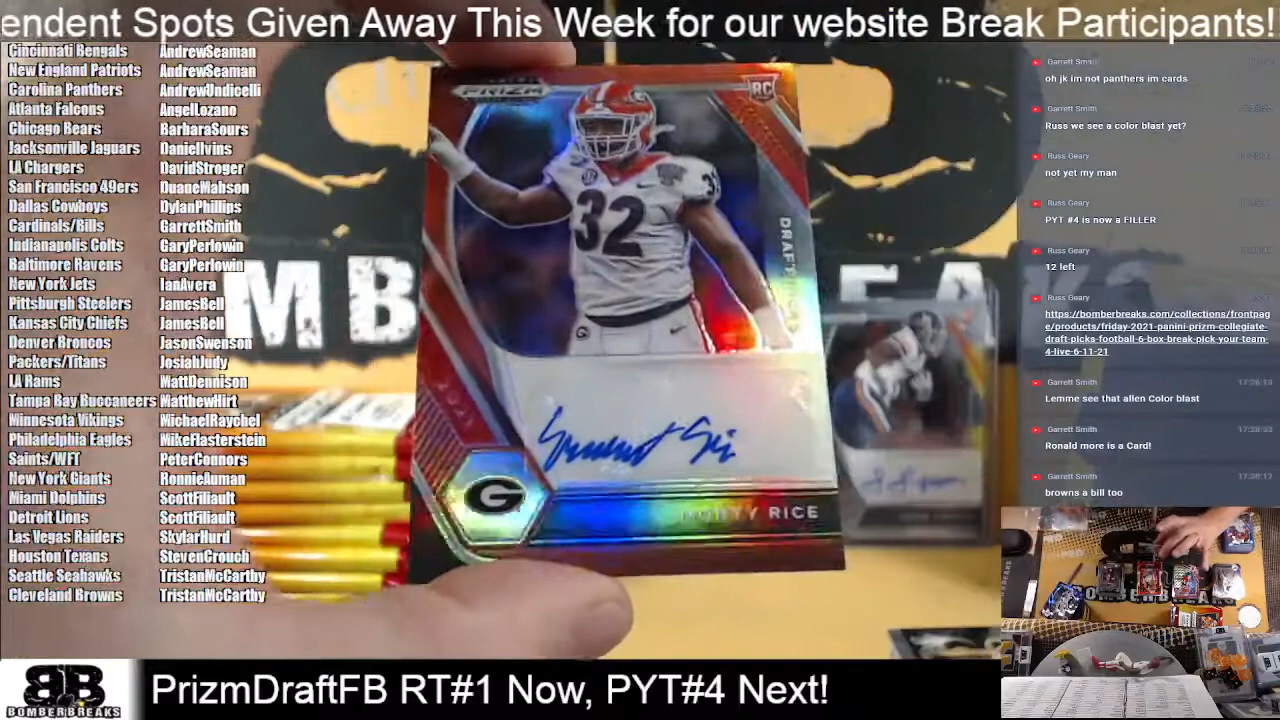 endent Spots Given Away This Week for our website Break Participants!
Cincinnati Bengals AndrewSeaman
New England Patriots AndrewSeaman
Carolina Panthers AndrewUndicelli
Atlanta Falcons AngelLozano
Chicago Bears BarbaraSours
Jacksonville Jaguars DanielIvins
LA Chargers DavidStroger
San Francisco 49ers DuaneMabson
Dallas Cowboys DylanPhillips
Cardinals/Bills GarrettSmith
Indianapolis Colts GaryPerlowin
Baltimore Ravens GaryPerlowin
New York Jets IanAvera
Pittsburgh Steelers JamesBell
Kansas City Chiefs JamesBell
Denver Broncos JasonSwenson
Packers/Titans JosiahJudy
LA Rams MattDennison
Tampa Bay Buccaneers MatthewHirt
Minnesota Vikings MichaelRaychel
Philadelphia Eagles MikeFlasterstein
Saints/WFT PeterConnors
New York Giants RonnieAuman
Miami Dolphins ScottFiliault
Detroit Lions ScottFiliault
Las Vegas Raiders SkylarHurd
Houston Texans StevenCrouch
Seattle Seahawks TristanMcCarthy
Cleveland Browns TristanMcCarthy
PRIZM
RC
32
DRAFT
G
RICE
MB
EA
Garrett Smith
oh jk im not panthers im cards
Garrett Smith
Russ we see a color blast yet?
Russ Geary
not yet my man
Russ Geary
PYT #4 is now a FILLER
Russ Geary
12 left
Russ Geary
https://bomberbreaks.com/collections/frontpag
e/products/friday-2021-panini-prizm-collegiate-
draft-picks-football-6-box-break-pick-your-team-
4-live-6-11-21
Garrett Smith
Lemme see that allen Color blast
Garrett Smith
Ronald more is a Card!
Garrett Smith
browns a bill too
BB
BOMBERBREAKS
PrizmDraftFB RT#1 Now, PYT#4 Next!